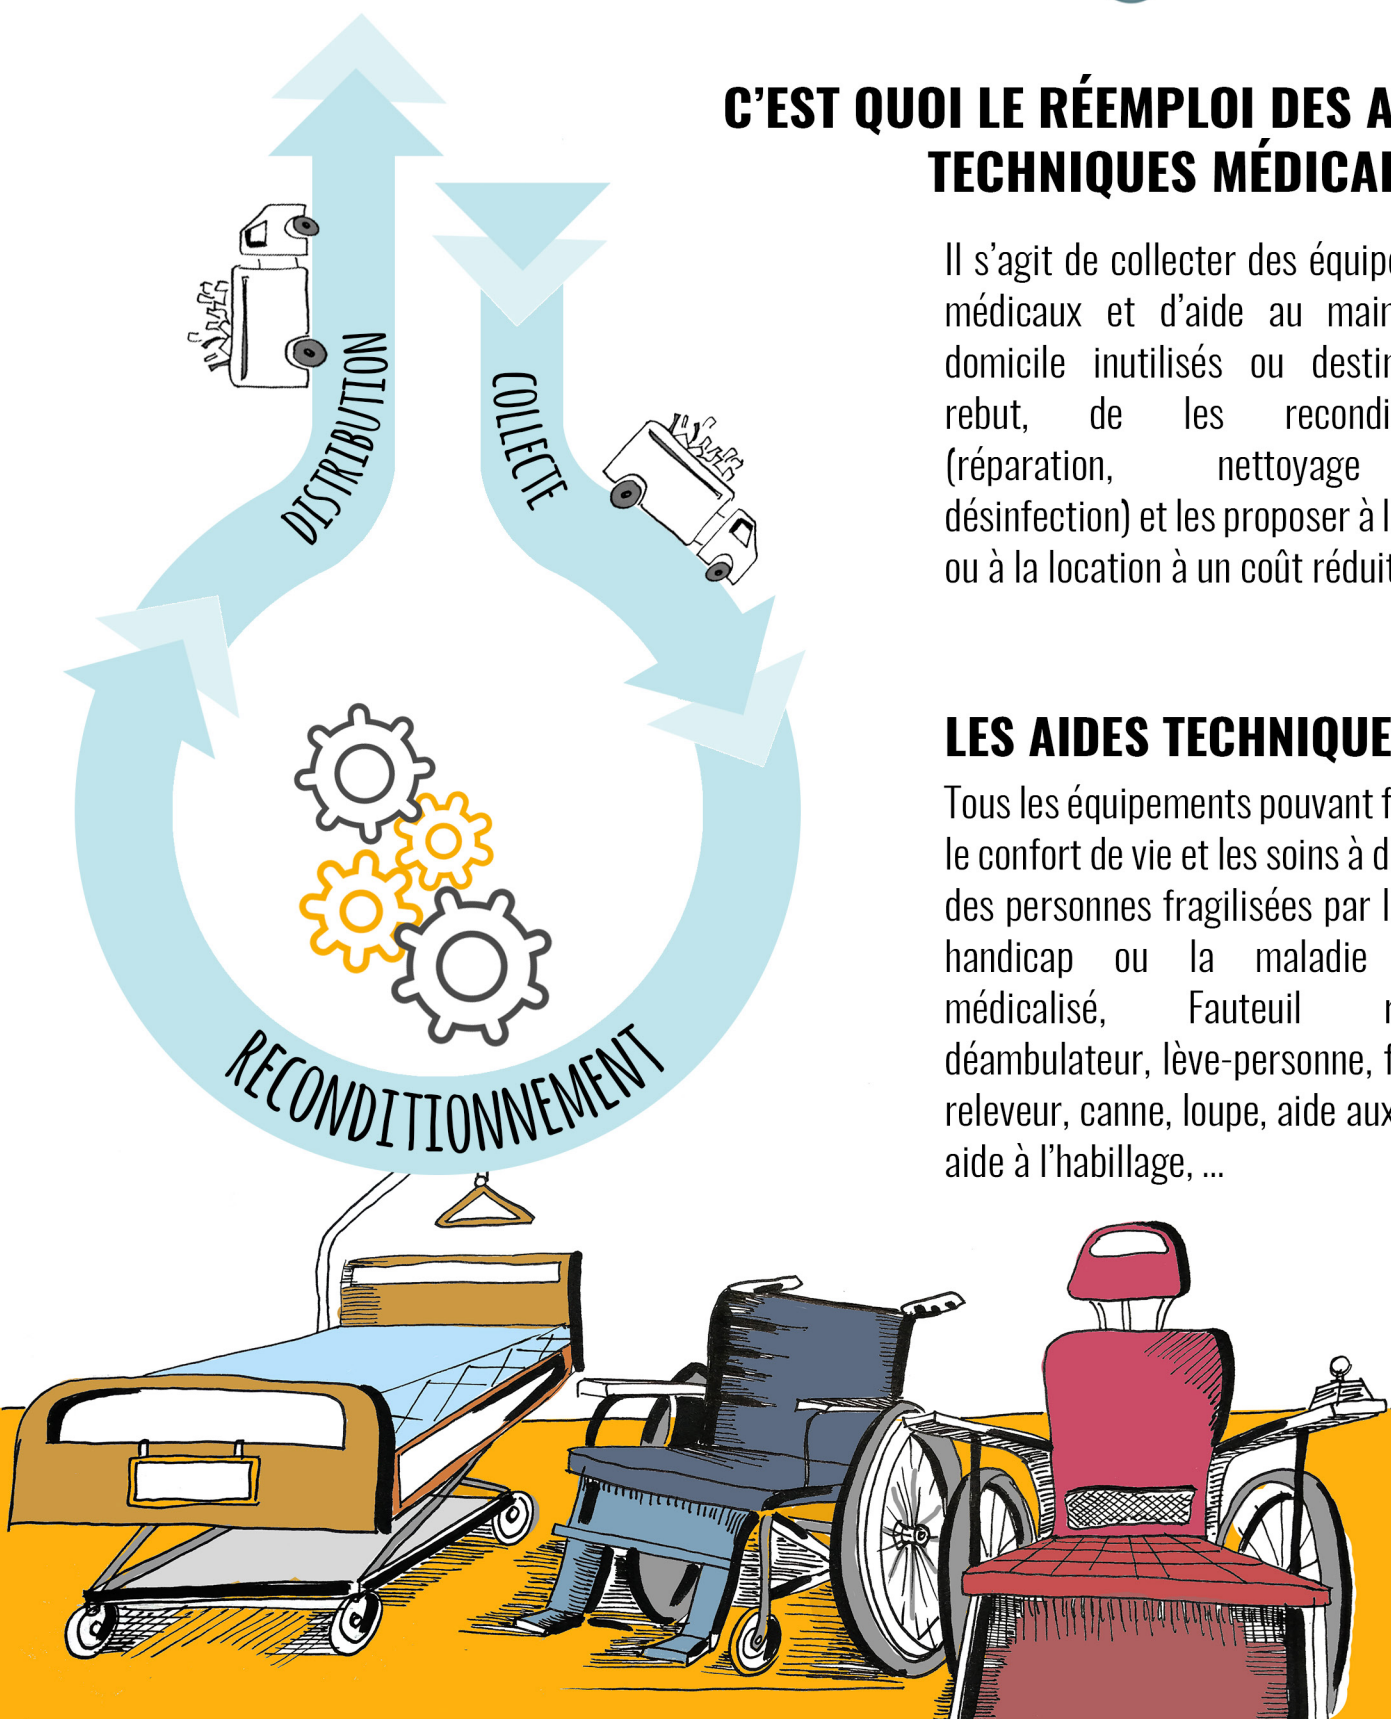 C'EST QUOI LE RÉEMPLOI DES A
TECHNIQUES MÉDICA
Il s'agit de collecter des équip
médicaux et d'aide au main
domicile inutilisés ou destin
rebut, de les recondi
(réparation, nettoyage
désinfection) et les proposer à l
ou à la location à un coût réduit
DISTRIBUTION
COLLECTE
RECONDITIONNEMENT
LES AIDES TECHNIQUE
Tous les équipements pouvant f
le confort de vie et les soins à d
des personnes fragilisées par l
handicap ou la maladie
médicalisé, Fauteuil r
déambulateur, lève-personne, f
releveur, canne, loupe, aide aux
aide à l'habillage, ...